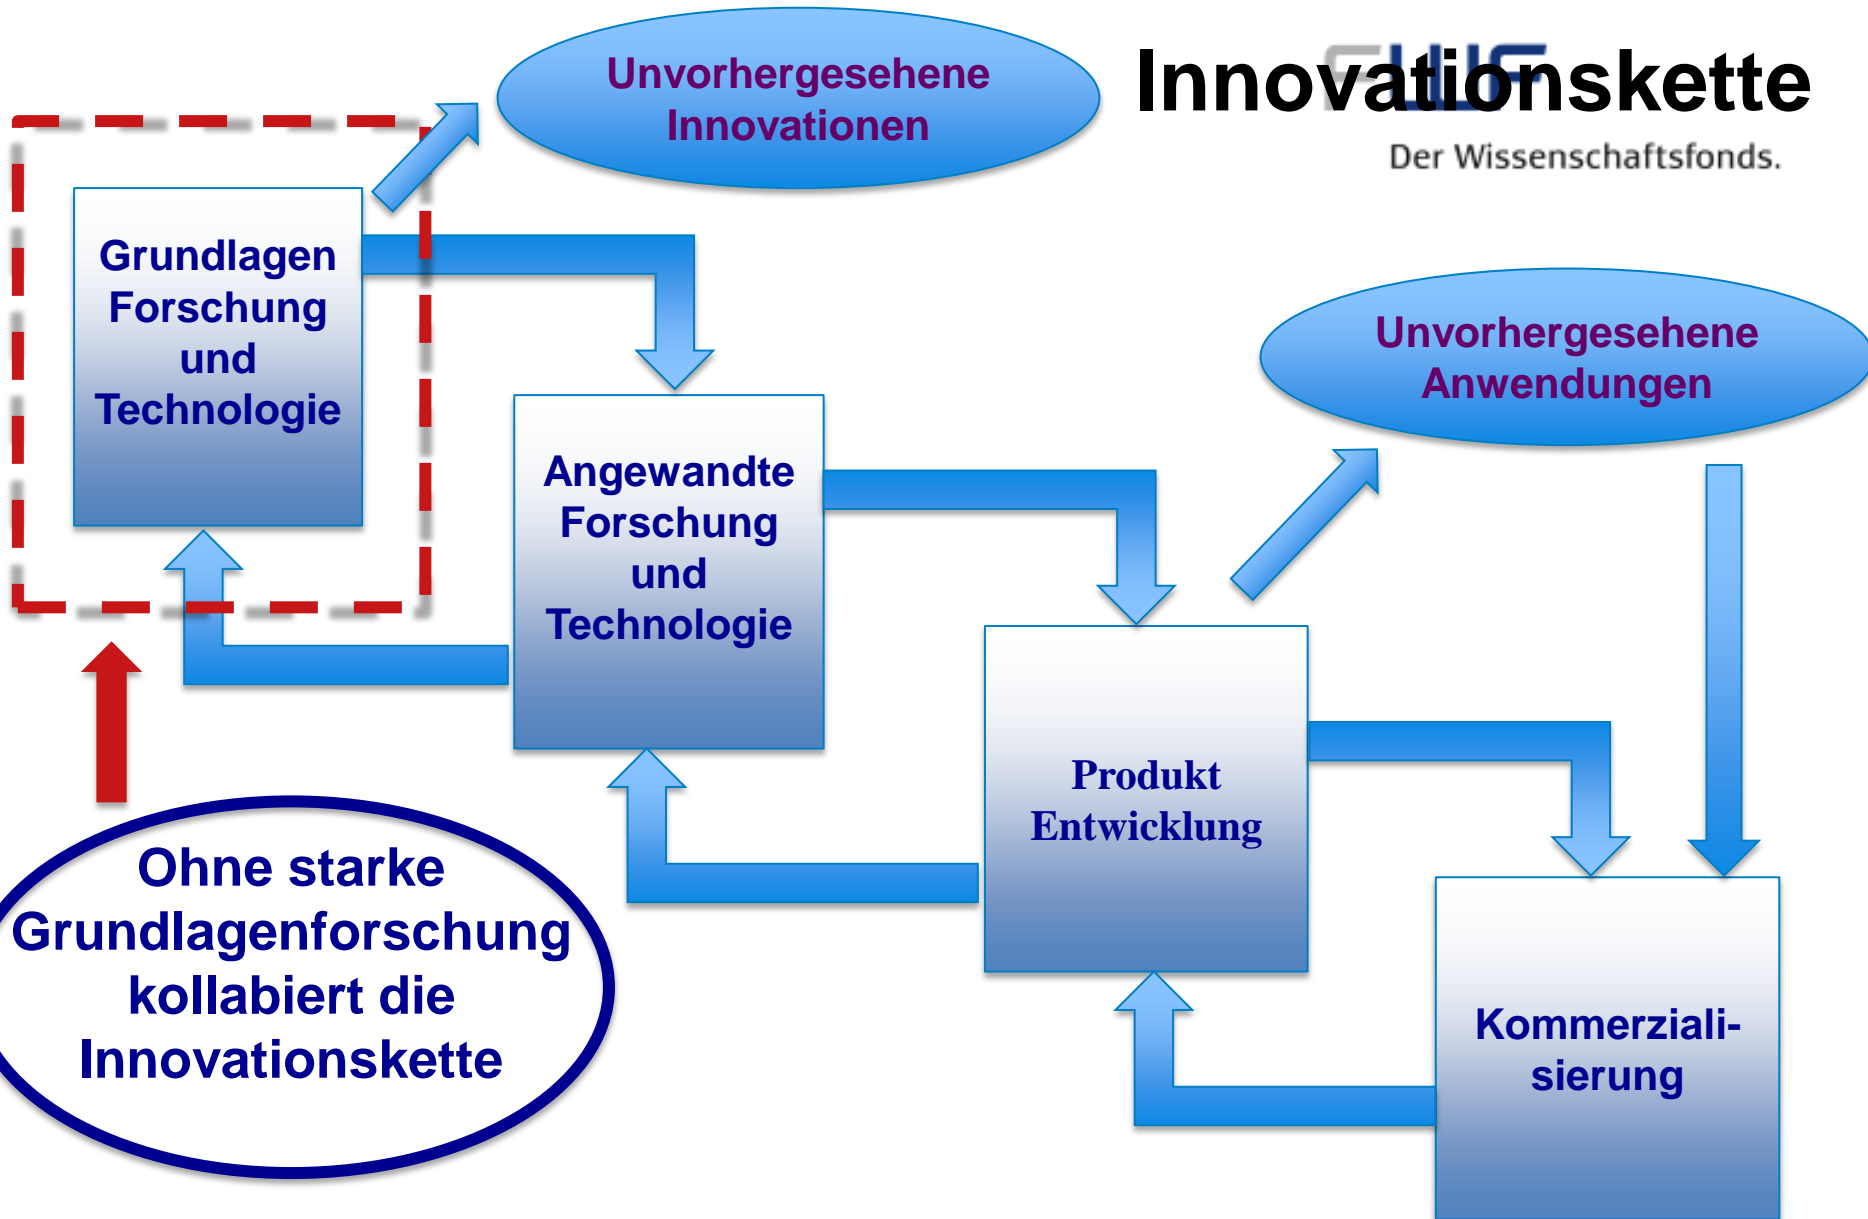 Innovationskette
FWF
Der Wissenschaftsfonds.
Unvorhergesehene
Innovationen
Grundlagen
Forschung
und
Technologie
Unvorhergesehene
Anwendungen
Angewandte
Forschung
und
Technologie
Produkt
Entwicklung
Kommerziali-
sierung
Ohne starke
Grundlagenforschung
kollabiert die
Innovationskette